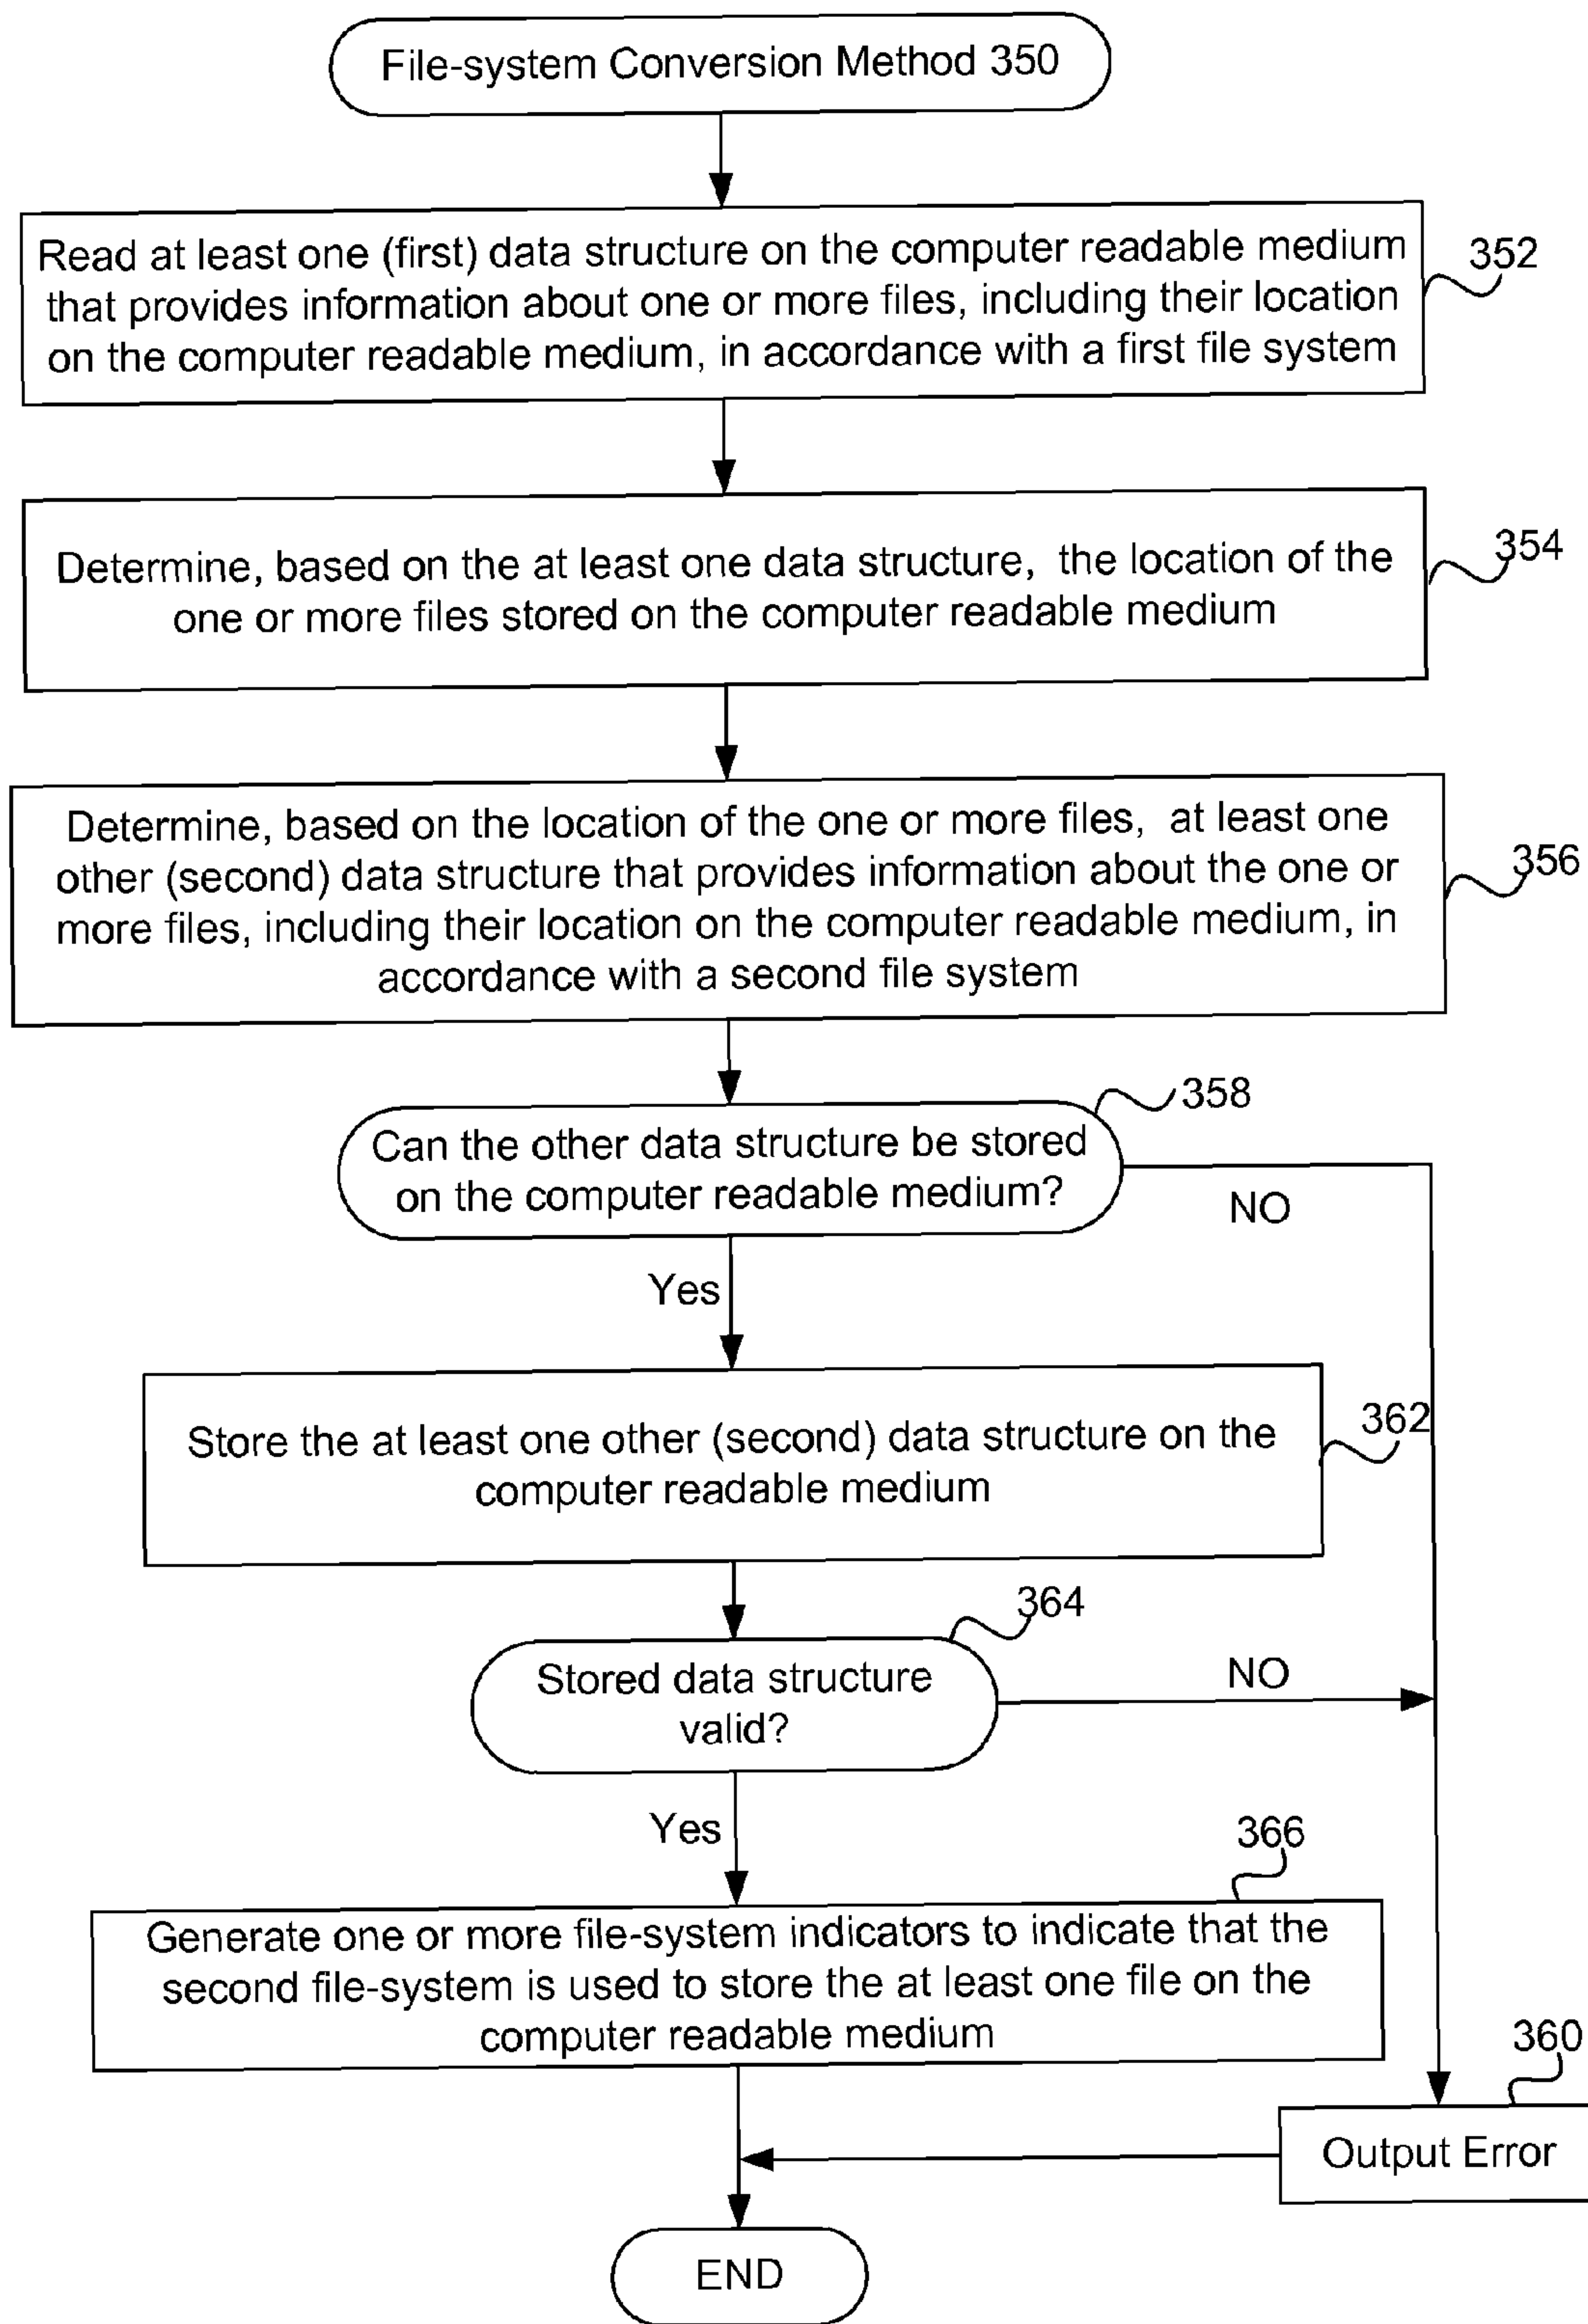 File-system Conversion Method 350
Read at least one (first) data structure on the computer readable medium
that provides information about one or more files, including their location
on the computer readable medium, in accordance with a first file system
352
Determine, based on the at least one data structure, the location of the
one or more files stored on the computer readable medium
354
Determine, based on the location of the one or more files, at least one
other (second) data structure that provides information about the one or
more files, including their location on the computer readable medium, in
accordance with a second file system
356
358
Can the other data structure be stored
on the computer readable medium?
NO
Yes
Store the at least one other (second) data structure on the
computer readable medium
362
364
Stored data structure
valid?
NO
Yes
366
Generate one or more file-system indicators to indicate that the
second file-system is used to store the at least one file on the
computer readable medium
360
Output Error
END